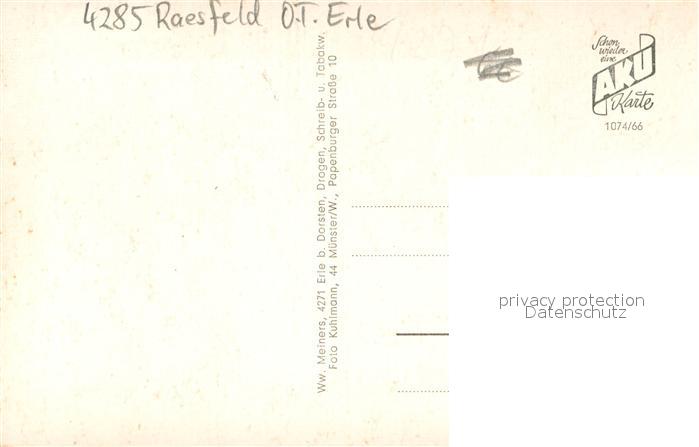 4285 Raesfeld O.T. Erle
Schon
wieder
eine
AKU
Karte
1074/66
Ww. Meiners, 4271 Erle b. Dorsten, Drogen, Schreib- u. Tabakw.
Foto Kuhlmann, 44 Münster/W., Papenburger Straße 10
privacy protection
Datenschutz